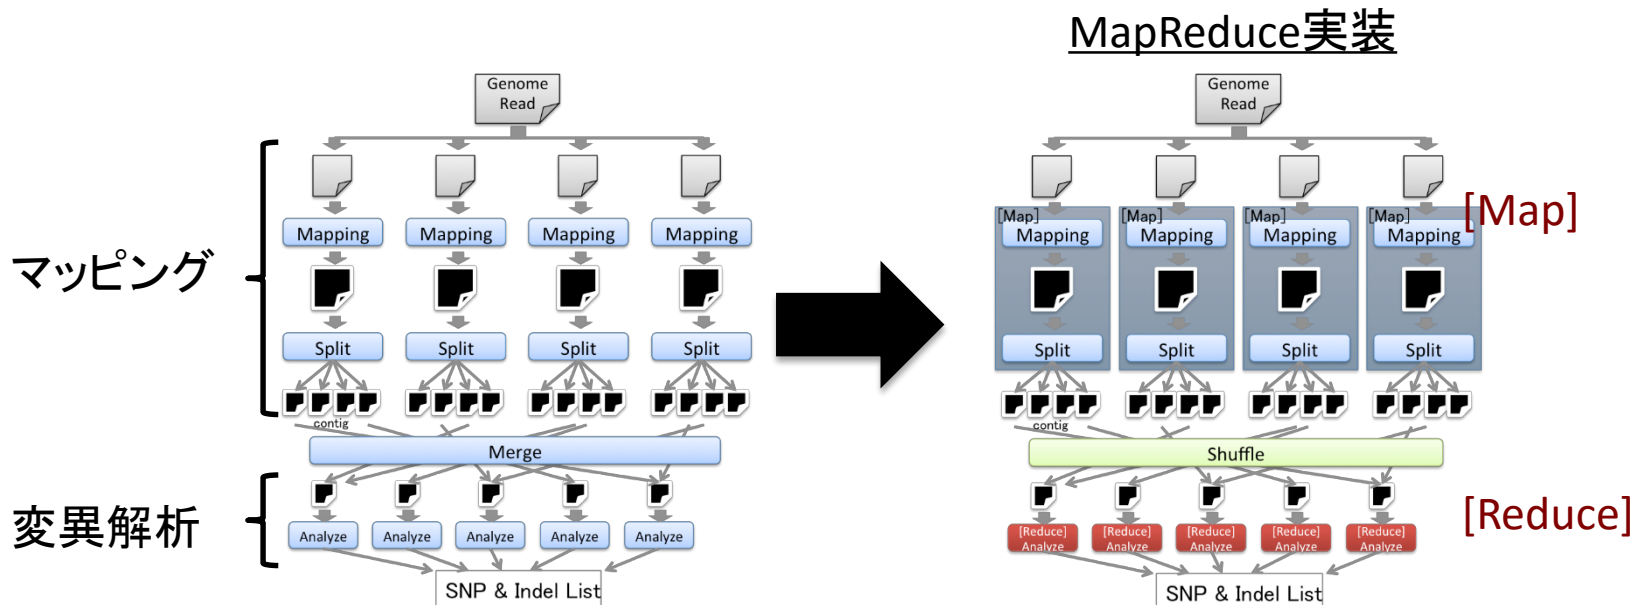 MapReduce実装
Genome
Read
Mapping
Mapping
Mapping
Mapping
マッピング
Split
Split
Split
Split
contig
Merge
変異解析
Analyze
Analyze
Analyze
Analyze
Analyze
SNP & Indel List
Genome
Read
[Map]
[Map]
[Map]
[Map]
[Map]
Mapping
Mapping
Mapping
Mapping
Split
Split
Split
Split
contig
Shuffle
[Reduce]
[Reduce]
Analyze
[Reduce]
Analyze
[Reduce]
Analyze
[Reduce]
Analyze
[Reduce]
Analyze
SNP & Indel List